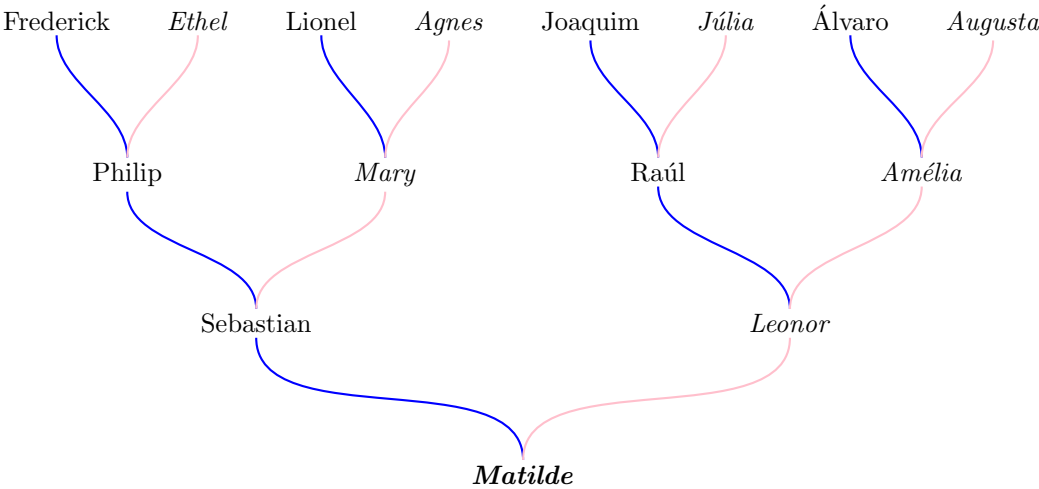 Frederick Ethel Lionel Agnes Joaquim Júlia Álvaro Augusta
Philip Mary Raúl Amélia
Sebastian Leonor
Matilde